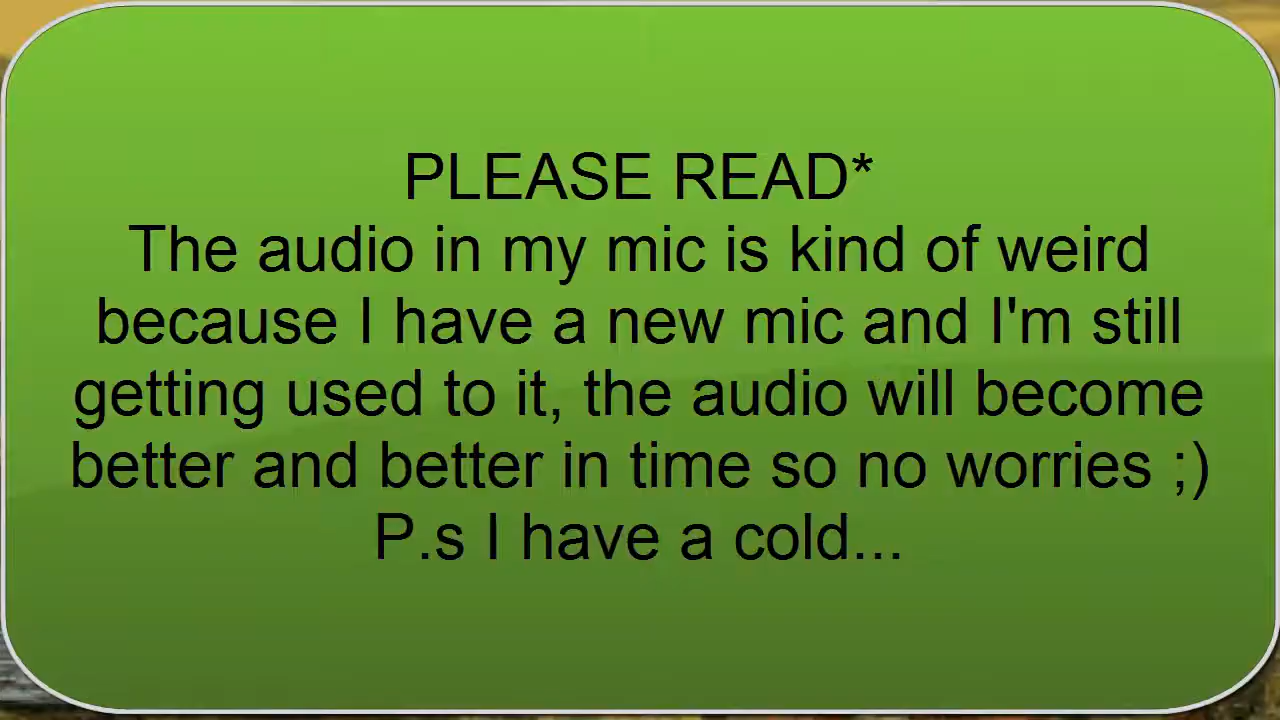 PLEASE READ*
The audio in my mic is kind of weird
because I have a new mic and I'm still
getting used to it, the audio will become
better and better in time so no worries ;)
P.s I have a cold...